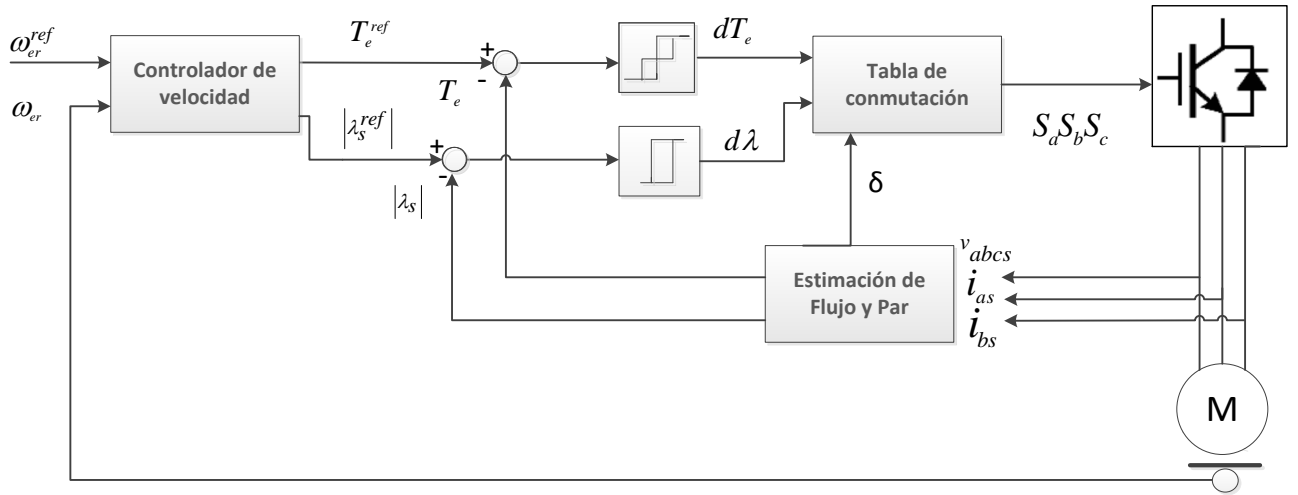 ω_er^ref
ω_er
Controlador de
velocidad
T_e^ref
|λ_s^ref|
+
-
T_e
+
-
|λ_s|
dT_e
dλ
Tabla de
conmutación
S_a S_b S_c
δ
Estimación de
Flujo y Par
v_abcs
i_as
i_bs
M